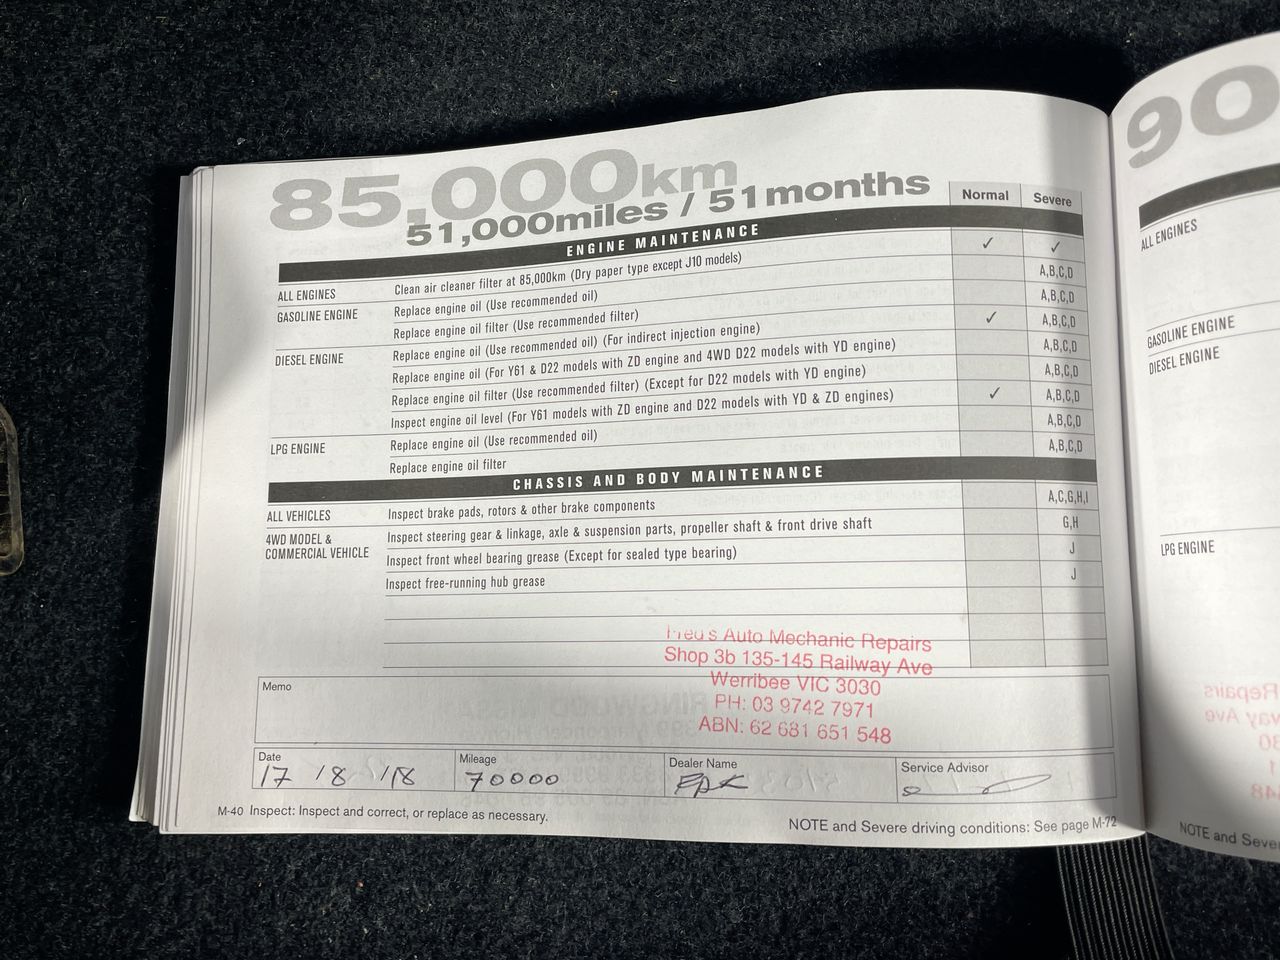 85,000km
51,000miles / 51months
Normal Severe
ENGINE MAINTENANCE
ALL ENGINES Clean air cleaner filter at 85,000km (Dry paper type except J10 models) ✓ ✓
GASOLINE ENGINE Replace engine oil (Use recommended oil) A,B,C,D
Replace engine oil filter (Use recommended filter) A,B,C,D
DIESEL ENGINE Replace engine oil (Use recommended oil) (For indirect injection engine) ✓ A,B,C,D
Replace engine oil (For Y61 & D22 models with ZD engine and 4WD D22 models with YD engine) A,B,C,D
Replace engine oil filter (Use recommended filter) (Except for D22 models with YD engine) A,B,C,D
Inspect engine oil level (For Y61 models with ZD engine and D22 models with YD & ZD engines) ✓ A,B,C,D
LPG ENGINE Replace engine oil (Use recommended oil) A,B,C,D
Replace engine oil filter A,B,C,D
CHASSIS AND BODY MAINTENANCE
ALL VEHICLES Inspect brake pads, rotors & other brake components A,C,G,H,I
4WD MODEL & COMMERCIAL VEHICLE Inspect steering gear & linkage, axle & suspension parts, propeller shaft & front drive shaft G,H
Inspect front wheel bearing grease (Except for sealed type bearing) J
Inspect free-running hub grease J
Auto Mechanic Repairs
Shop 3b 135-145 Railway Ave
Werribee VIC 3030
PH: 03 9742 7971
ABN: 62 681 651 548
Memo
Date Mileage Dealer Name Service Advisor
17 /8 /18 70000
M-40 Inspect: Inspect and correct, or replace as necessary.
NOTE and Severe driving conditions: See page M-72
90
ALL ENGINES
GASOLINE ENGINE
DIESEL ENGINE
LPG ENGINE
NOTE and